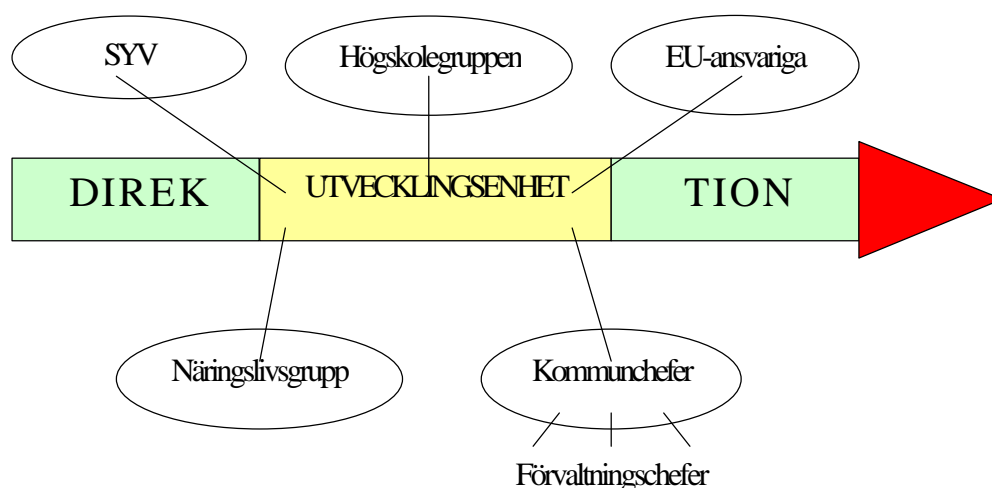 SYV
Högskolegruppen
EU-ansvariga
DIREK
UTVECKLINGSENHET
TION
Näringslivsgrupp
Kommunchefer
Förvaltningschefer